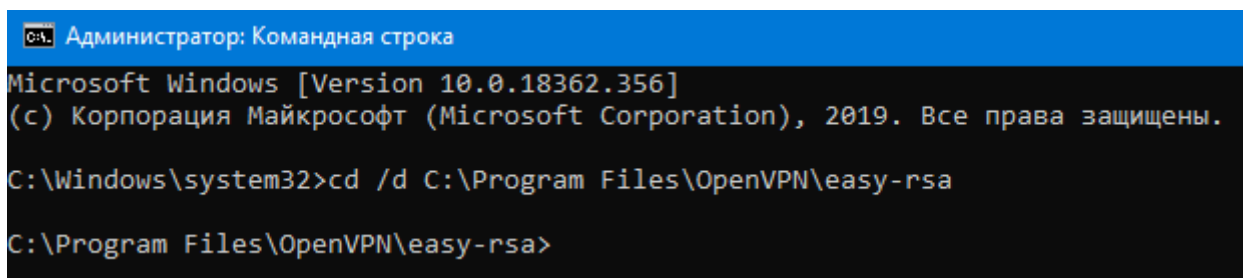 Администратор: Командная строка
Microsoft Windows [Version 10.0.18362.356]
(c) Корпорация Майкрософт (Microsoft Corporation), 2019. Все права защищены.
C:\Windows\system32>cd /d C:\Program Files\OpenVPN\easy-rsa
C:\Program Files\OpenVPN\easy-rsa>